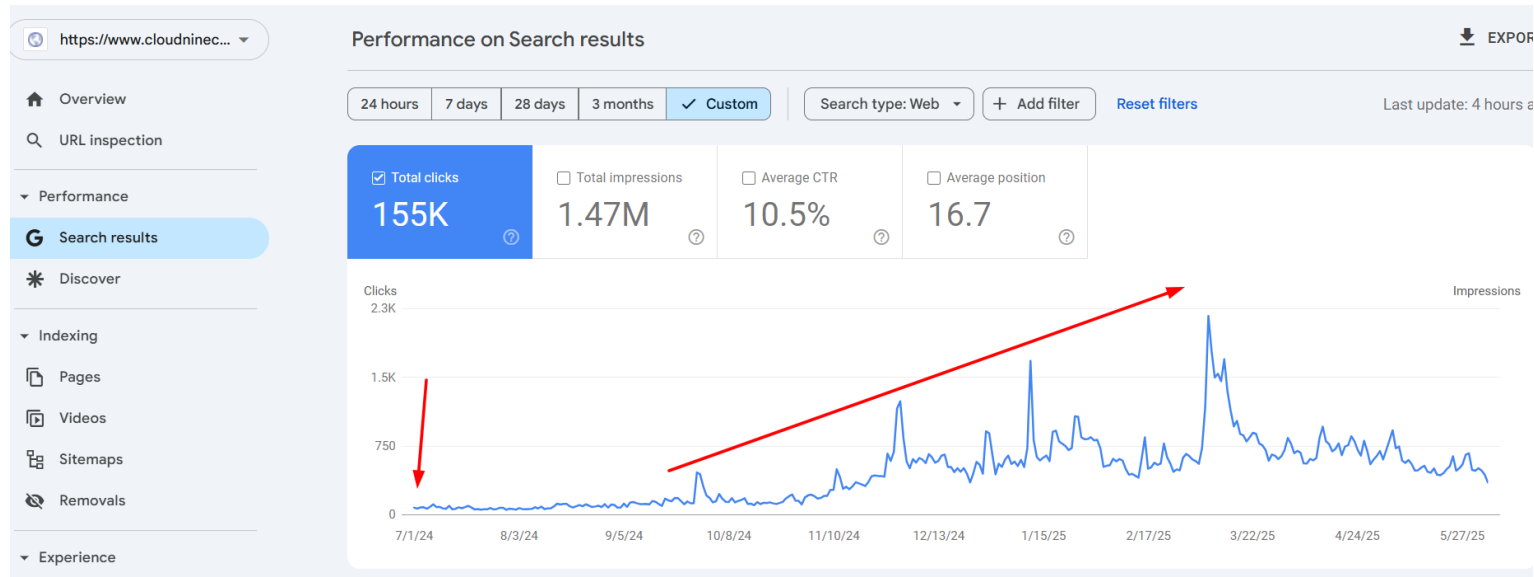 https://www.cloudninec...
Performance on Search results
EXPOR
Overview
URL inspection
Performance
Search results
Discover
Indexing
Pages
Videos
Sitemaps
Removals
Experience
24 hours
7 days
28 days
3 months
Custom
Search type: Web
Add filter
Reset filters
Last update: 4 hours a
Total clicks
155K
Total impressions
1.47M
Average CTR
10.5%
Average position
16.7
Clicks
Impressions
2.3K
1.5K
750
0
7/1/24 8/3/24 9/5/24 10/8/24 11/10/24 12/13/24 1/15/25 2/17/25 3/22/25 4/24/25 5/27/25